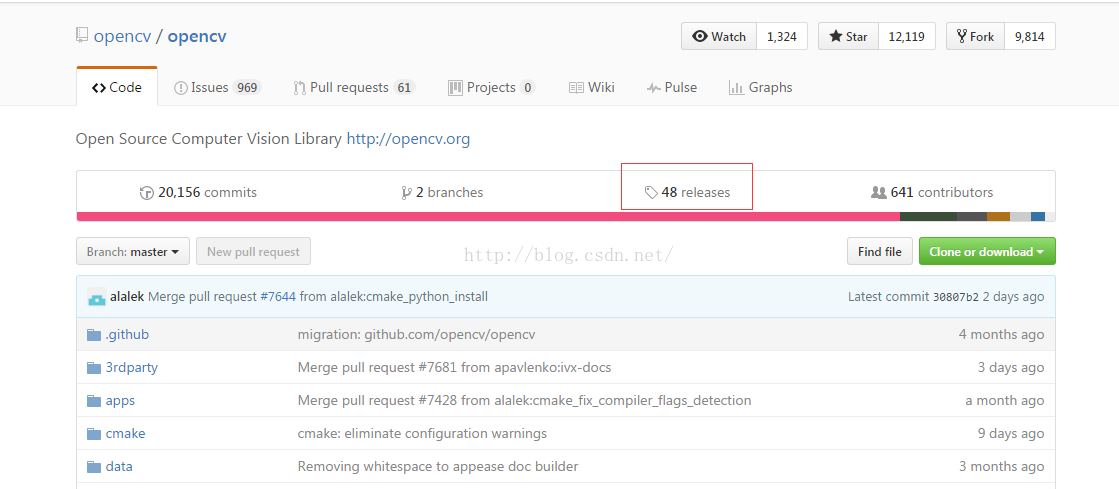 opencv / opencv
Watch 1,324 Star 12,119 Fork 9,814
Code Issues 969 Pull requests 61 Projects 0 Wiki Pulse Graphs
Open Source Computer Vision Library http://opencv.org
20,156 commits 2 branches 48 releases 641 contributors
Branch: master New pull request http://blog.csdn.net/ Find file Clone or download
alalek Merge pull request #7644 from alalek:cmake_python_install Latest commit 30807b2 2 days ago
.github migration: github.com/opencv/opencv 4 months ago
3rdparty Merge pull request #7681 from apavlenko:ivx-docs 3 days ago
apps Merge pull request #7428 from alalek:cmake_fix_compiler_flags_detection a month ago
cmake cmake: eliminate configuration warnings 9 days ago
data Removing whitespace to appease doc builder 3 months ago